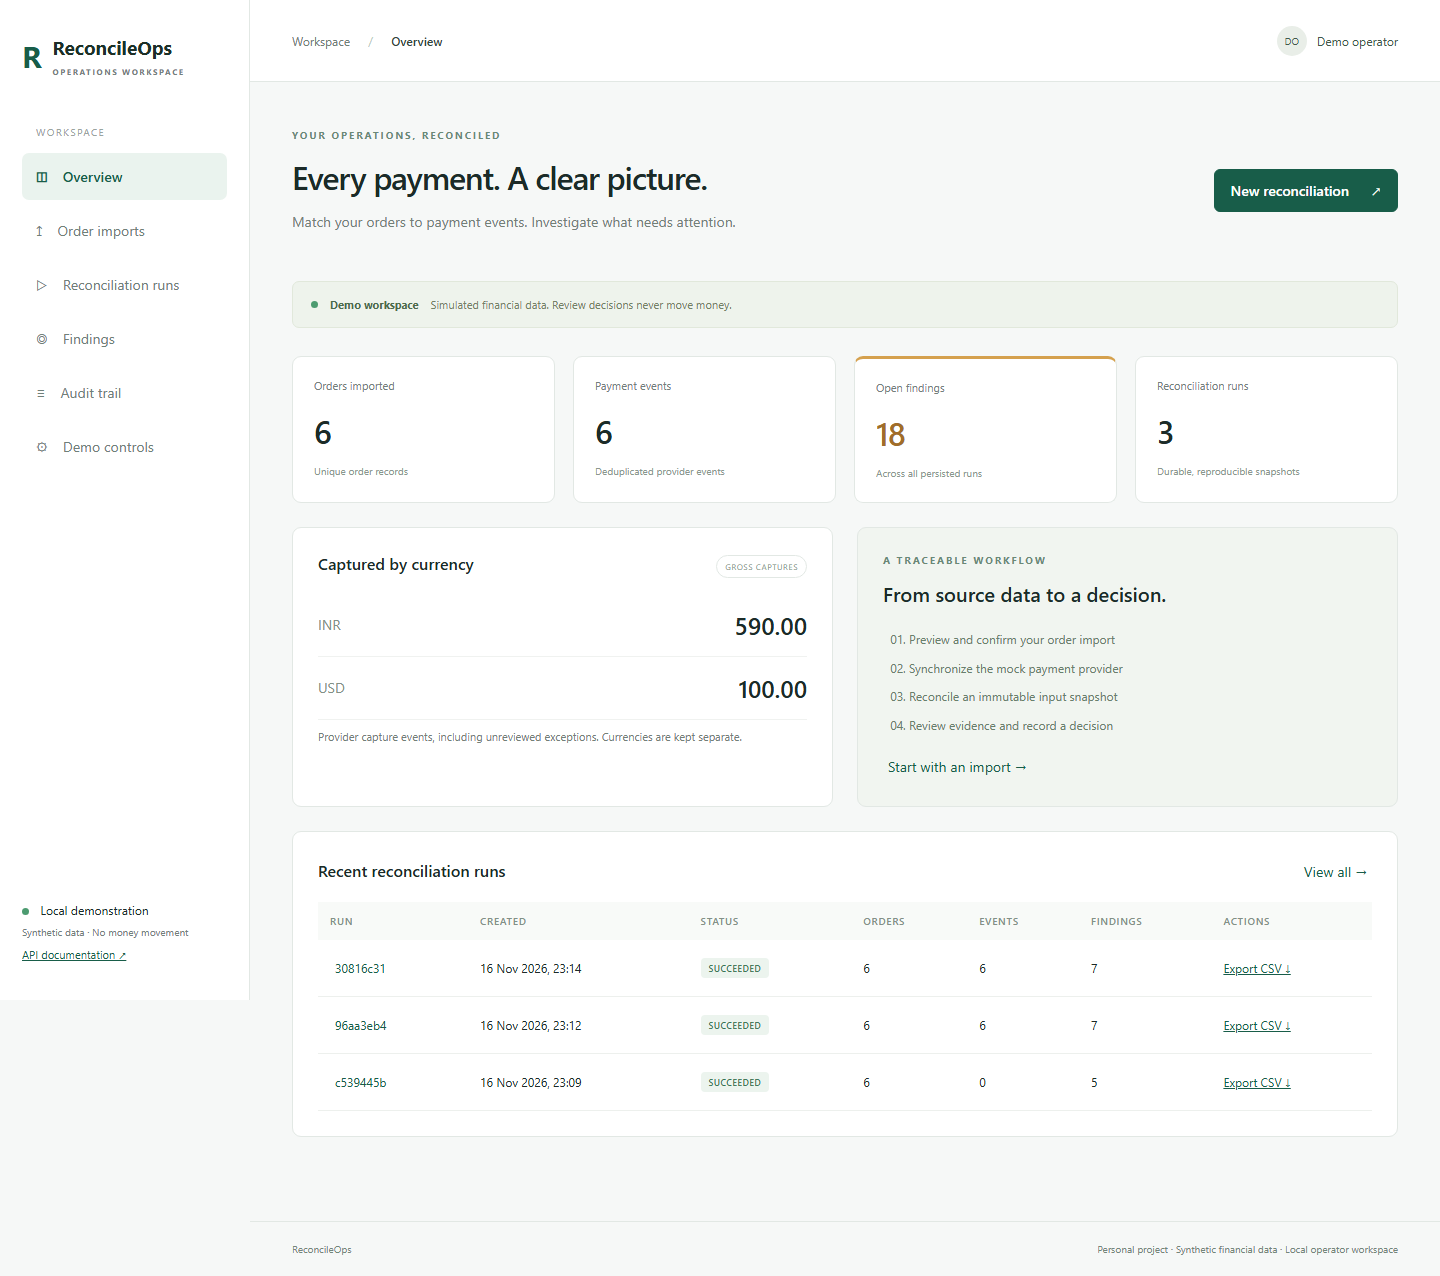 R ReconcileOps
OPERATIONS WORKSPACE
WORKSPACE
Overview
Order imports
Reconciliation runs
Findings
Audit trail
Demo controls
Local demonstration
Synthetic data · No money movement
API documentation ↗
Workspace / Overview
DO Demo operator
YOUR OPERATIONS, RECONCILED
Every payment. A clear picture.
Match your orders to payment events. Investigate what needs attention.
New reconciliation ↗
Demo workspace Simulated financial data. Review decisions never move money.
Orders imported
6
Unique order records
Payment events
6
Deduplicated provider events
Open findings
18
Across all persisted runs
Reconciliation runs
3
Durable, reproducible snapshots
Captured by currency
GROSS CAPTURES
INR 590.00
USD 100.00
Provider capture events, including unreviewed exceptions. Currencies are kept separate.
A TRACEABLE WORKFLOW
From source data to a decision.
01. Preview and confirm your order import
02. Synchronize the mock payment provider
03. Reconcile an immutable input snapshot
04. Review evidence and record a decision
Start with an import →
Recent reconciliation runs
View all →
RUN CREATED STATUS ORDERS EVENTS FINDINGS ACTIONS
30816c31 16 Nov 2026, 23:14 SUCCEEDED 6 6 7 Export CSV ↓
96aa3eb4 16 Nov 2026, 23:12 SUCCEEDED 6 6 7 Export CSV ↓
c539445b 16 Nov 2026, 23:09 SUCCEEDED 6 0 5 Export CSV ↓
ReconcileOps
Personal project · Synthetic financial data · Local operator workspace